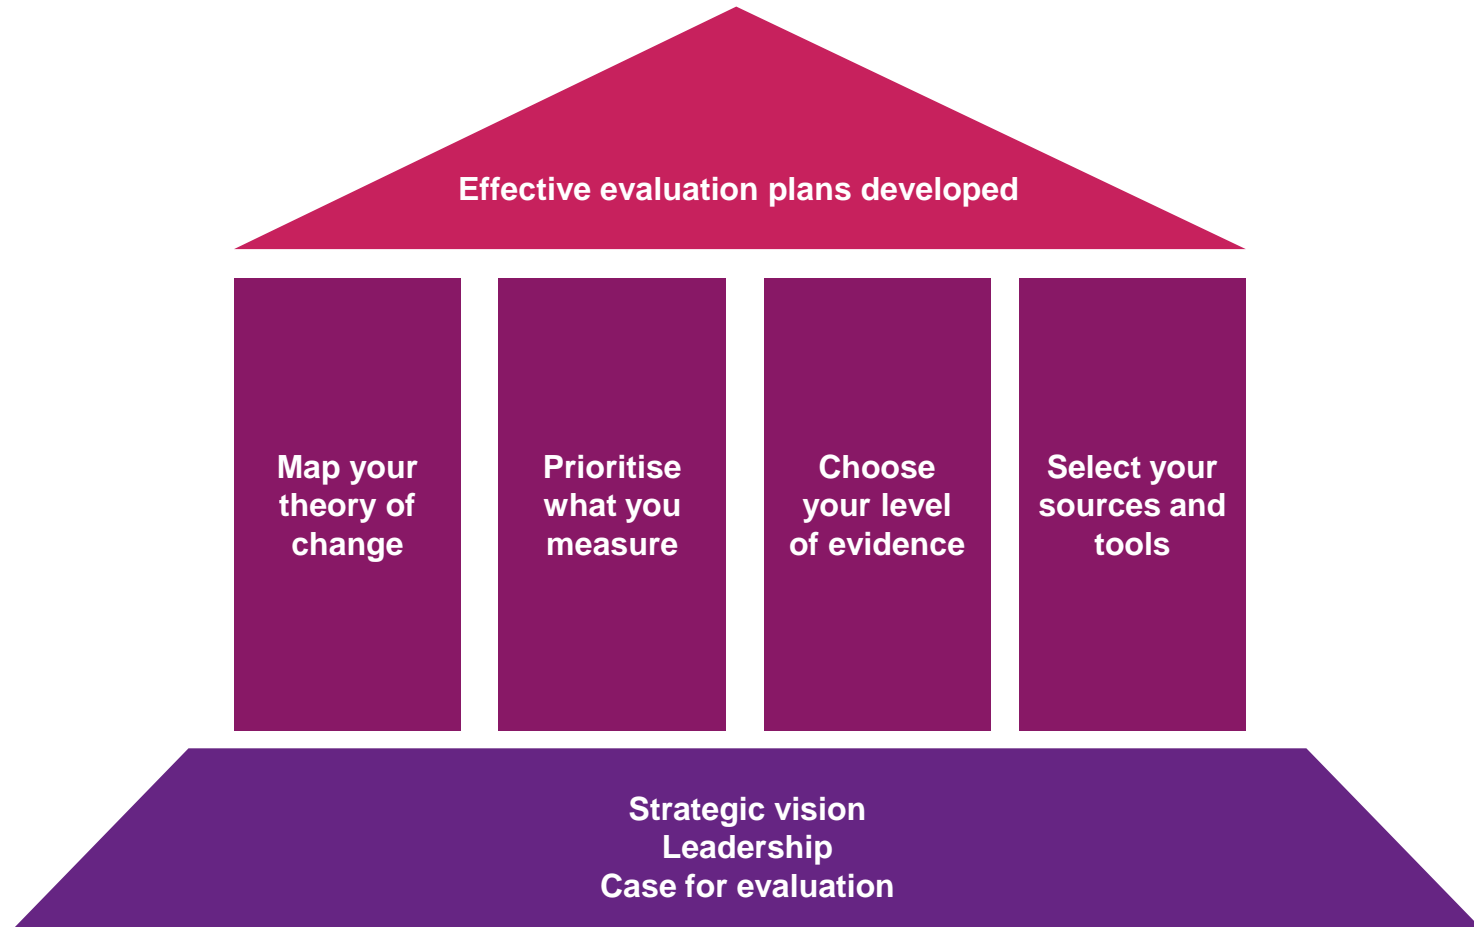 Effective evaluation plans developed
Map your
theory of
change
Prioritise
what you
measure
Choose
your level
of evidence
Select your
sources and
tools
Strategic vision
Leadership
Case for evaluation